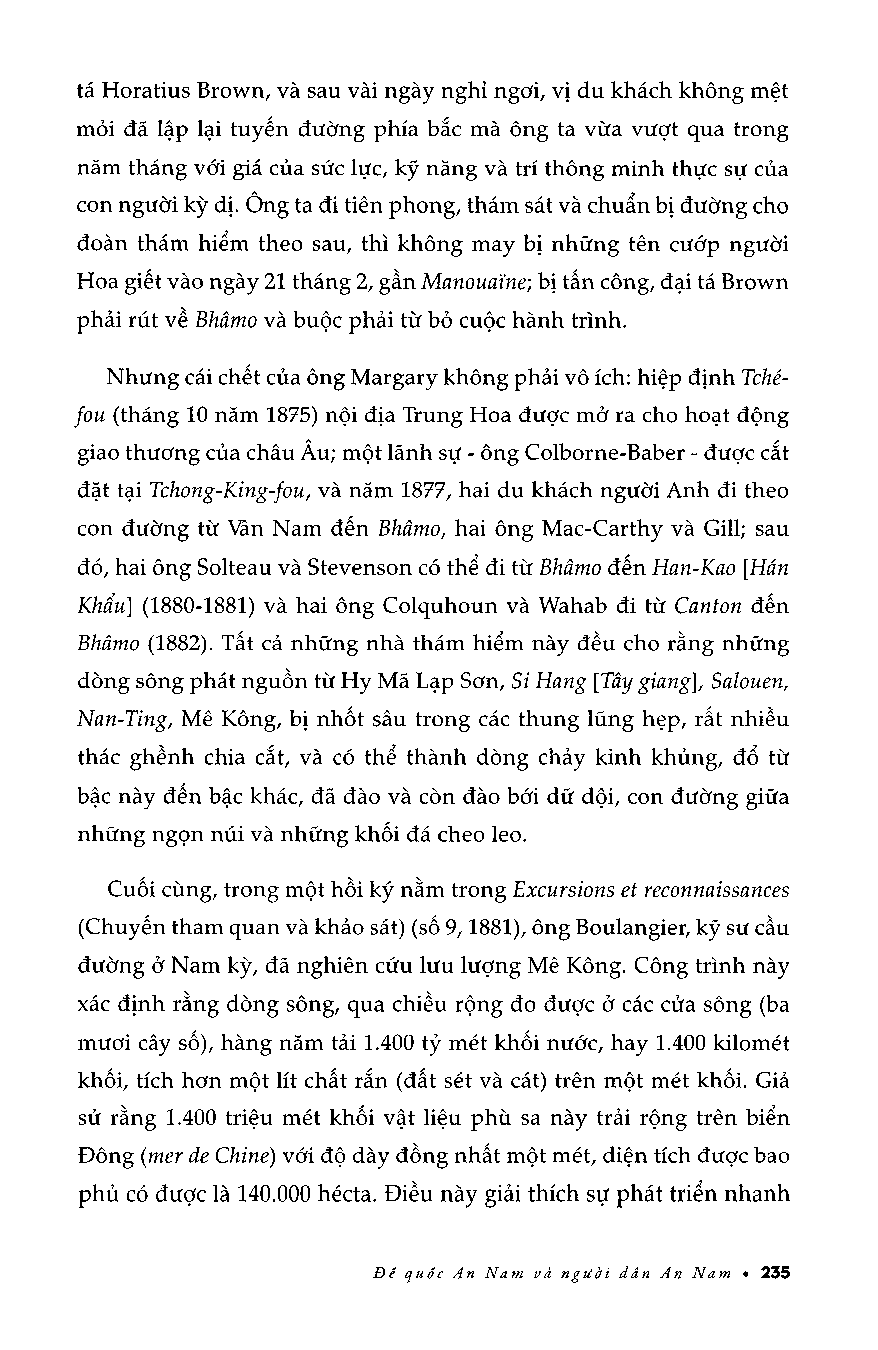 tá Horatius Brown, và sau vài ngày nghỉ ngơi, vị du khách không mệt
mỏi đã lập lại tuyến đường phía bắc mà ông ta vừa vượt qua trong
năm tháng với giá của sức lực, kỹ năng và trí thông minh thực sự của
con người kỳ dị. Ông ta đi tiên phong, thám sát và chuẩn bị đường cho
đoàn thám hiểm theo sau, thì không may bị những tên cướp người
Hoa giết vào ngày 21 tháng 2, gần Manouaïne; bị tấn công, đại tá Brown
phải rút về Bhâmo và buộc phải từ bỏ cuộc hành trình.
Nhưng cái chết của ông Margary không phải vô ích: hiệp định Tché-
fou (tháng 10 năm 1875) nội địa Trung Hoa được mở ra cho hoạt động
giao thương của châu Âu; một lãnh sự - ông Colborne-Baber - được cắt
đặt tại Tchong-King-fou, và năm 1877, hai du khách người Anh đi theo
con đường từ Vân Nam đến Bhâmo, hai ông Mac-Carthy và Gill; sau
đó, hai ông Solteau và Stevenson có thể đi từ Bhâmo đến Han-Kao [Hán
Khẩu] (1880-1881) và hai ông Colquhoun và Wahab đi từ Canton đến
Bhâmo (1882). Tất cả những nhà thám hiểm này đều cho rằng những
dòng sông phát nguồn từ Hy Mã Lạp Sơn, Si Hang [Tây giang], Salouen,
Nan-Ting, Mê Kông, bị nhốt sâu trong các thung lũng hẹp, rất nhiều
thác ghềnh chia cắt, và có thể thành dòng chảy kinh khủng, đổ từ
bậc này đến bậc khác, đã đào và còn đào bới dữ dội, con đường giữa
những ngọn núi và những khối đá cheo leo.
Cuối cùng, trong một hồi ký nằm trong Excursions et reconnaissances
(Chuyến tham quan và khảo sát) (số 9, 1881), ông Boulangier, kỹ sư cầu
đường ở Nam kỳ, đã nghiên cứu lưu lượng Mê Kông. Công trình này
xác định rằng dòng sông, qua chiều rộng đo được ở các cửa sông (ba
mươi cây số), hàng năm tải 1.400 tỷ mét khối nước, hay 1.400 kilomét
khối, tích hơn một lít chất rắn (đất sét và cát) trên một mét khối. Giả
sử rằng 1.400 triệu mét khối vật liệu phù sa này trải rộng trên biển
Đông (mer de Chine) với độ dày đồng nhất một mét, diện tích được bao
phủ có được là 140.000 hécta. Điều này giải thích sự phát triển nhanh
Đế quốc An Nam và người dân An Nam • 235